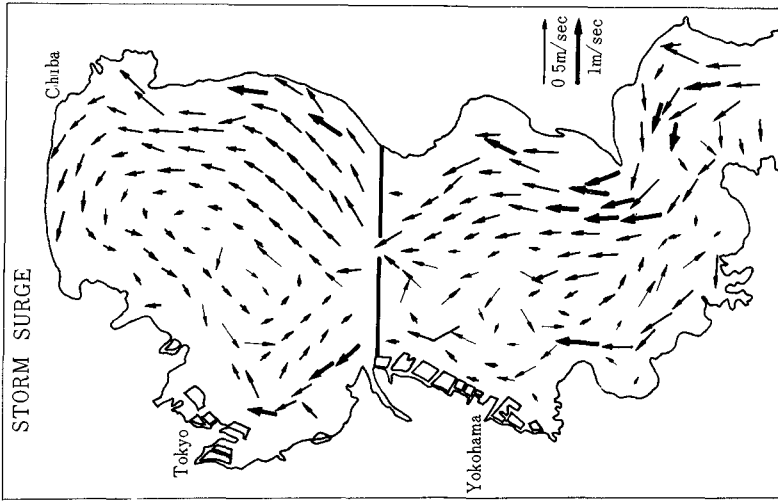 STORM SURGE
Chiba
Tokyo
Yokohama
0 5m/sec
1m/sec